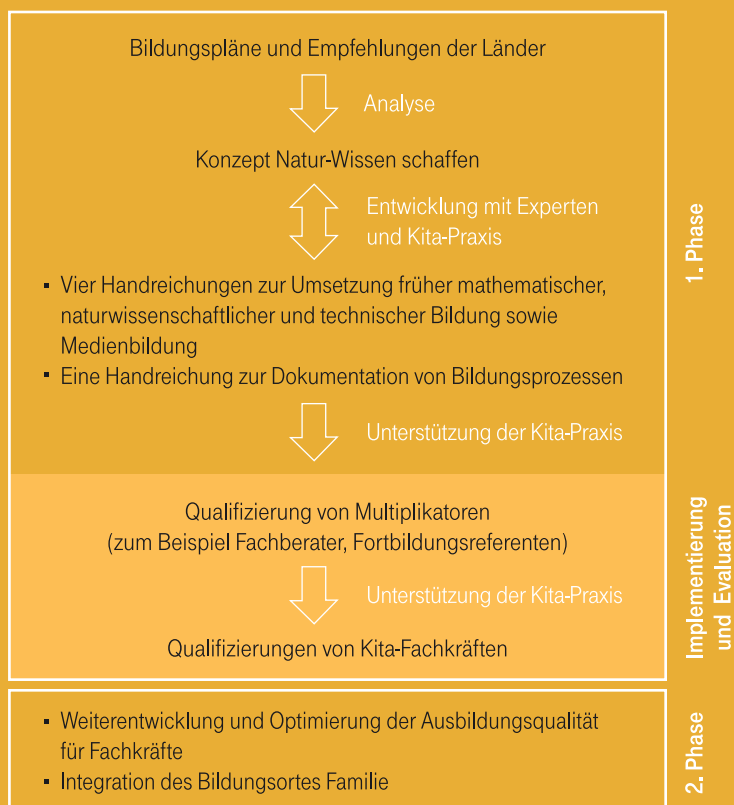 Bildungspläne und Empfehlungen der Länder
Analyse
Konzept Natur-Wissen schaffen
Entwicklung mit Experten
und Kita-Praxis
▪ Vier Handreichungen zur Umsetzung früher mathematischer,
naturwissenschaftlicher und technischer Bildung sowie
Medienbildung
▪ Eine Handreichung zur Dokumentation von Bildungsprozessen
Unterstützung der Kita-Praxis
1. Phase
Qualifizierung von Multiplikatoren
(zum Beispiel Fachberater, Fortbildungsreferenten)
Unterstützung der Kita-Praxis
Qualifizierungen von Kita-Fachkräften
Implementierung
und Evaluation
▪ Weiterentwicklung und Optimierung der Ausbildungsqualität
für Fachkräfte
▪ Integration des Bildungsortes Familie
2. Phase